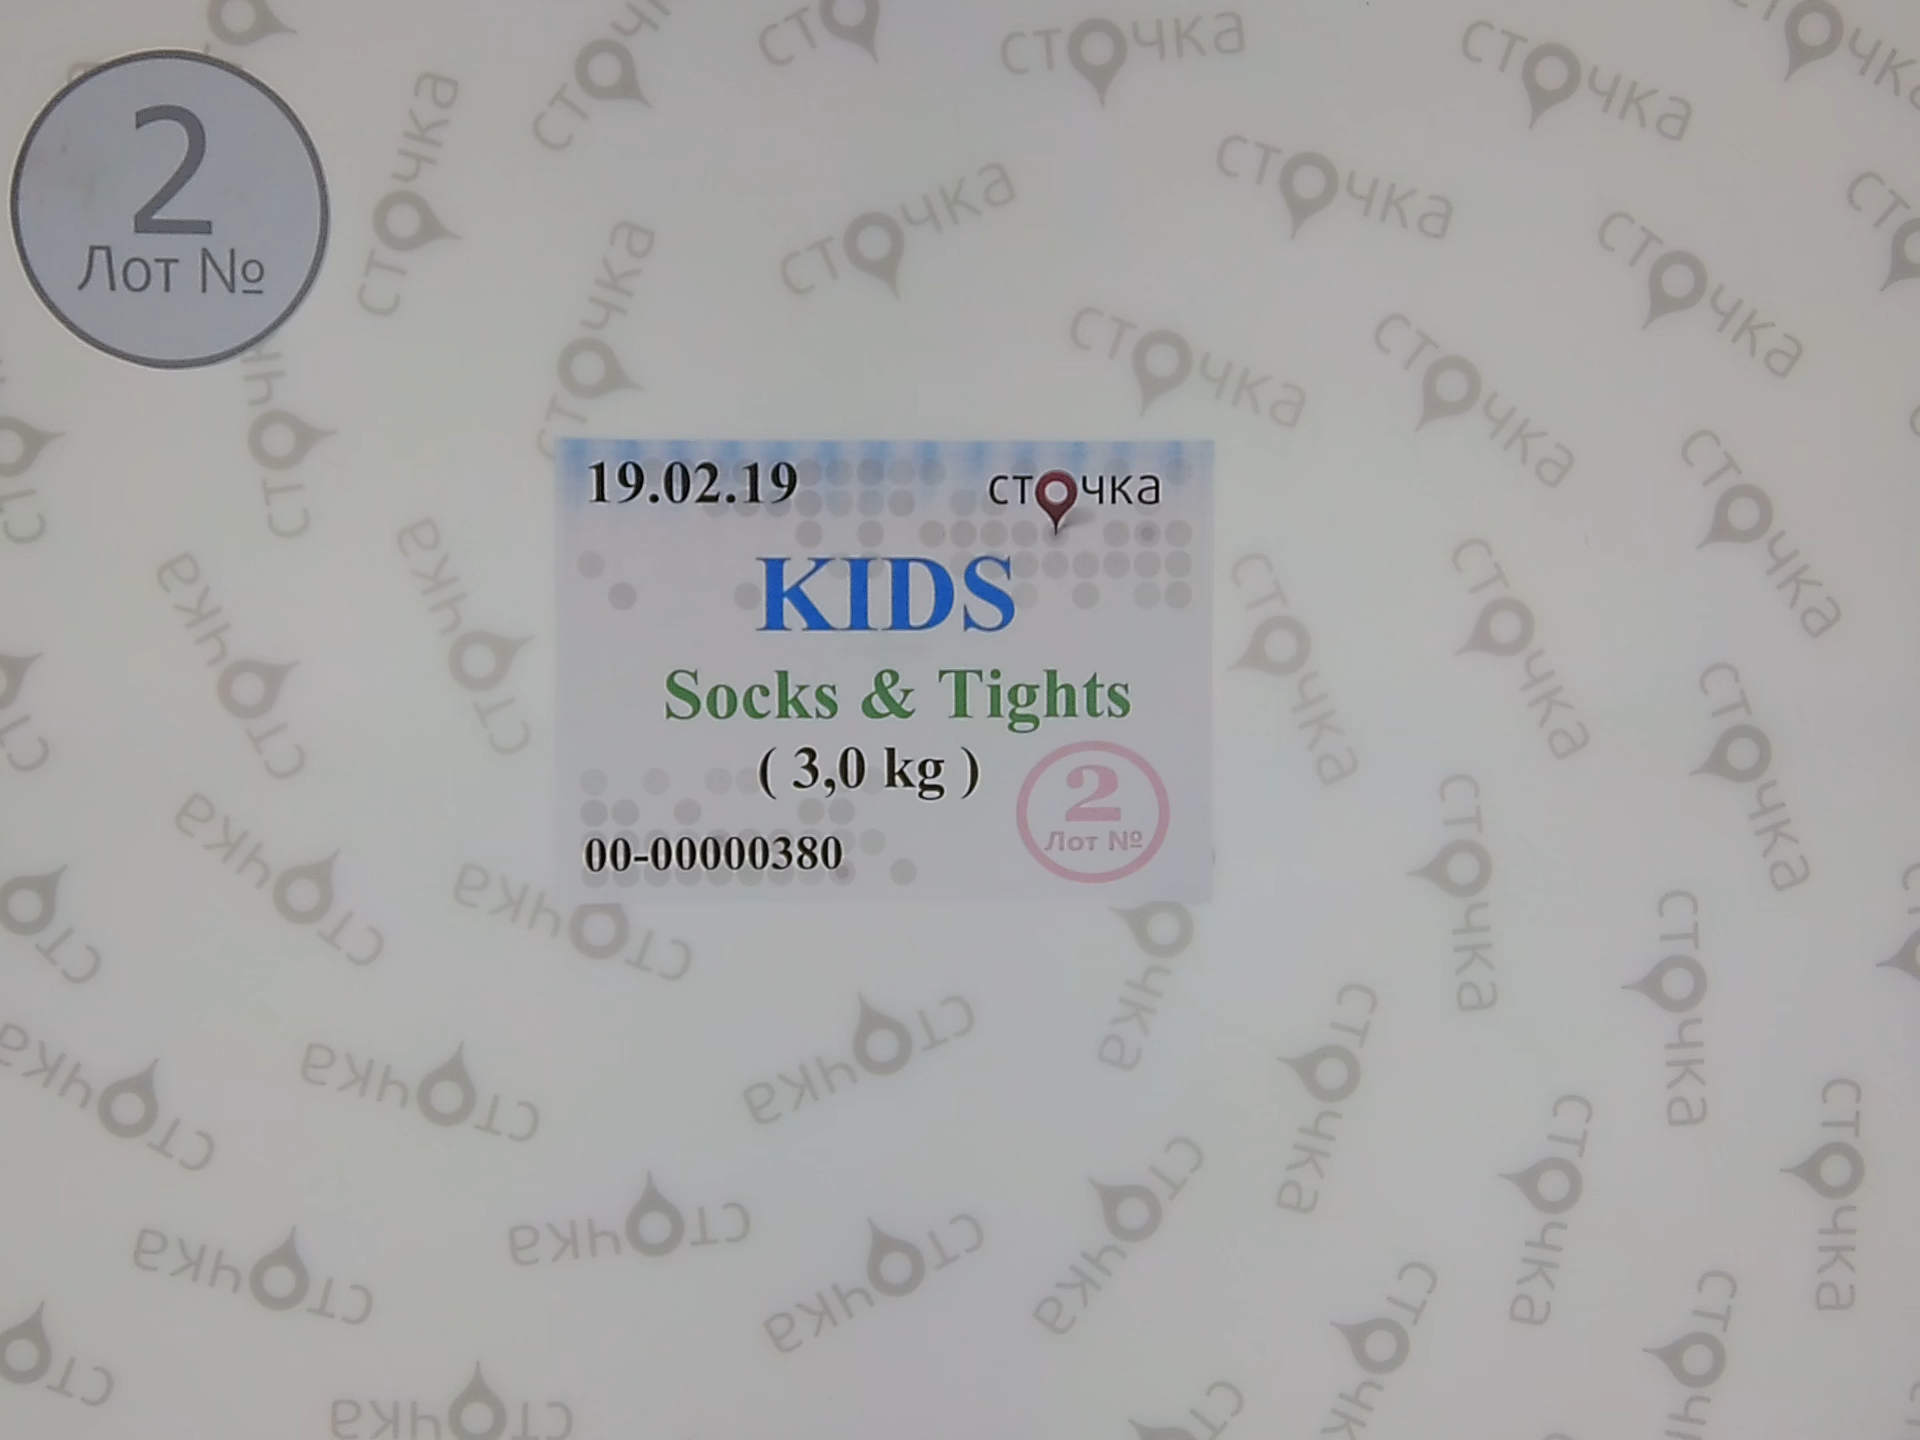 2
Лот №
19.02.19
сточка
KIDS
Socks & Tights
( 3,0 kg )
2
Лот №
00-00000380